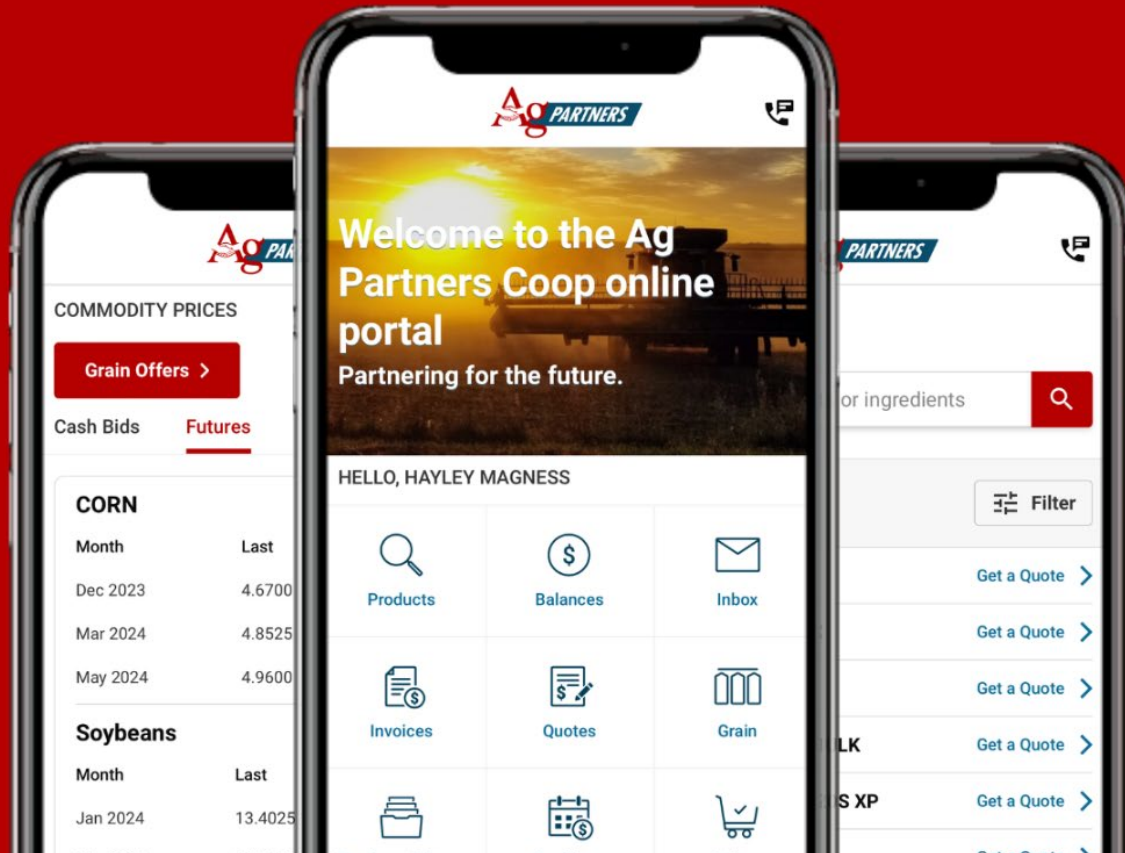 Ag PARTNERS
COMMODITY PRICES
Grain Offers
Cash Bids Futures
CORN
Month Last
Dec 2023 4.6700
Mar 2024 4.8525
May 2024 4.9600
Soybeans
Month Last
Jan 2024 13.4025
Ag PARTNERS
Welcome to the Ag
Partners Coop online
portal
Partnering for the future.
HELLO, HAYLEY MAGNESS
Products Balances Inbox
Invoices Quotes Grain
PARTNERS
or ingredients
Filter
Get a Quote
Get a Quote
Get a Quote
LK Get a Quote
S XP Get a Quote